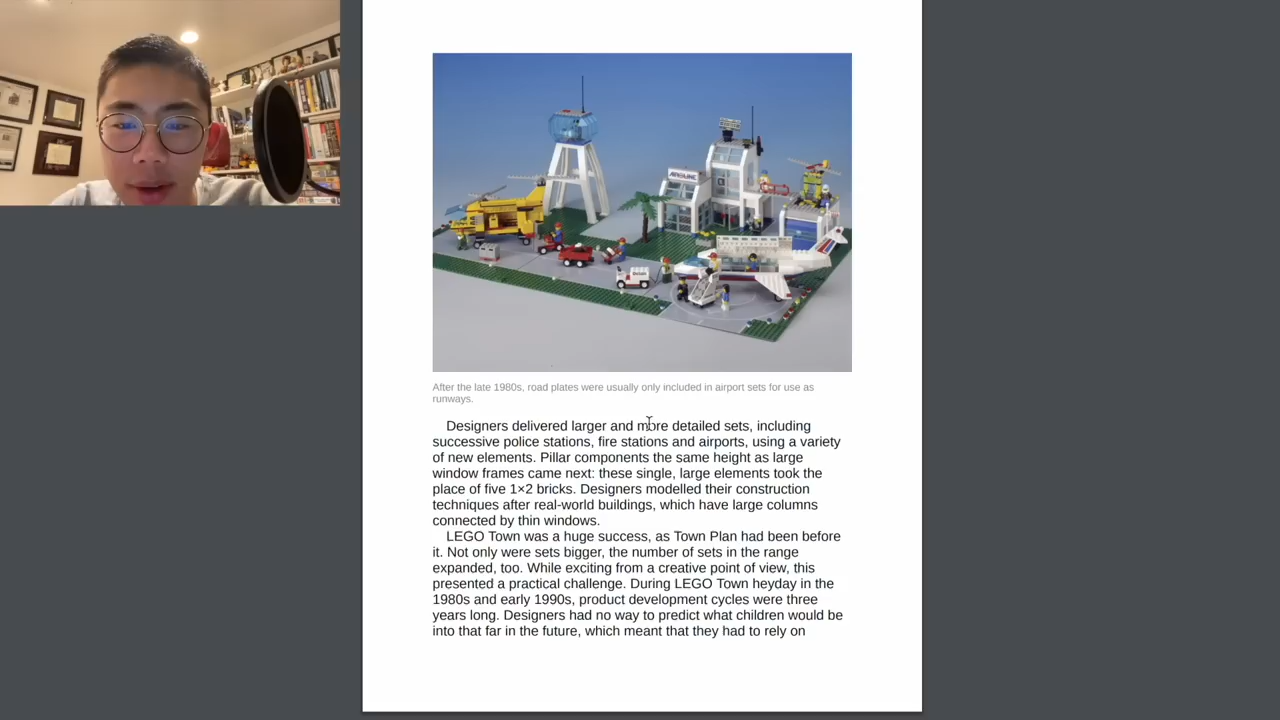 AIRLINE
After the late 1980s, road plates were usually only included in airport sets for use as
runways.
Designers delivered larger and more detailed sets, including
successive police stations, fire stations and airports, using a variety
of new elements. Pillar components the same height as large
window frames came next: these single, large elements took the
place of five 1×2 bricks. Designers modelled their construction
techniques after real-world buildings, which have large columns
connected by thin windows.
LEGO Town was a huge success, as Town Plan had been before
it. Not only were sets bigger, the number of sets in the range
expanded, too. While exciting from a creative point of view, this
presented a practical challenge. During LEGO Town heyday in the
1980s and early 1990s, product development cycles were three
years long. Designers had no way to predict what children would be
into that far in the future, which meant that they had to rely on